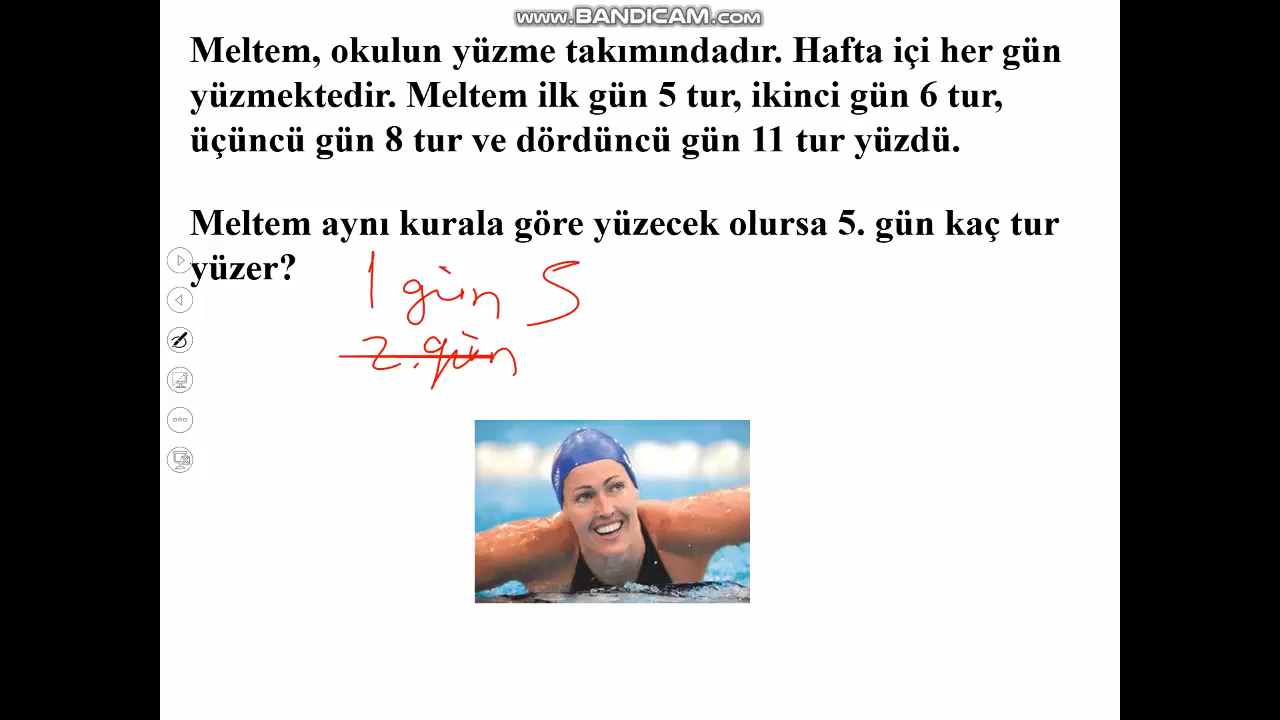 www.BANDICAM.com
Meltem, okulun yüzme takımındadır. Hafta içi her gün
yüzmektedir. Meltem ilk gün 5 tur, ikinci gün 6 tur,
üçüncü gün 8 tur ve dördüncü gün 11 tur yüzdü.
Meltem aynı kurala göre yüzecek olursa 5. gün kaç tur
yüzer?
1 gün 5
2. gün